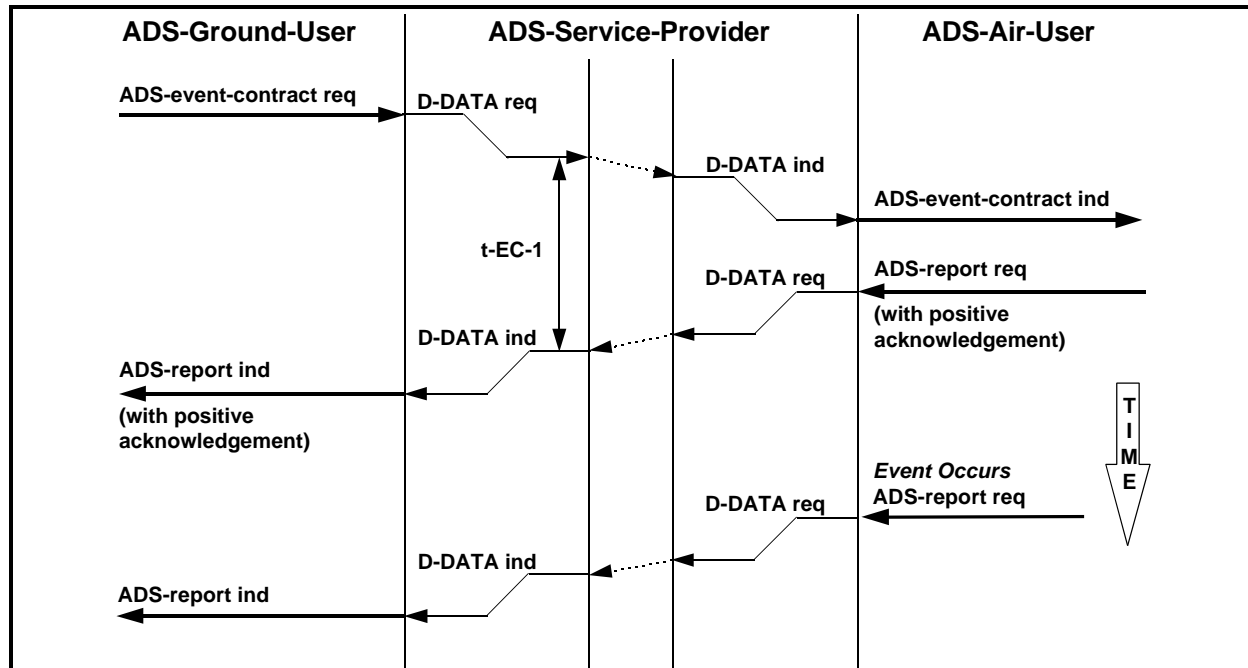 ADS-Ground-User
ADS-Service-Provider
ADS-Air-User
ADS-event-contract req
D-DATA req
D-DATA ind
ADS-event-contract ind
t-EC-1
D-DATA req
ADS-report req
(with positive
acknowledgement)
D-DATA ind
ADS-report ind
(with positive
acknowledgement)
TIME
Event Occurs
ADS-report req
D-DATA req
D-DATA ind
ADS-report ind